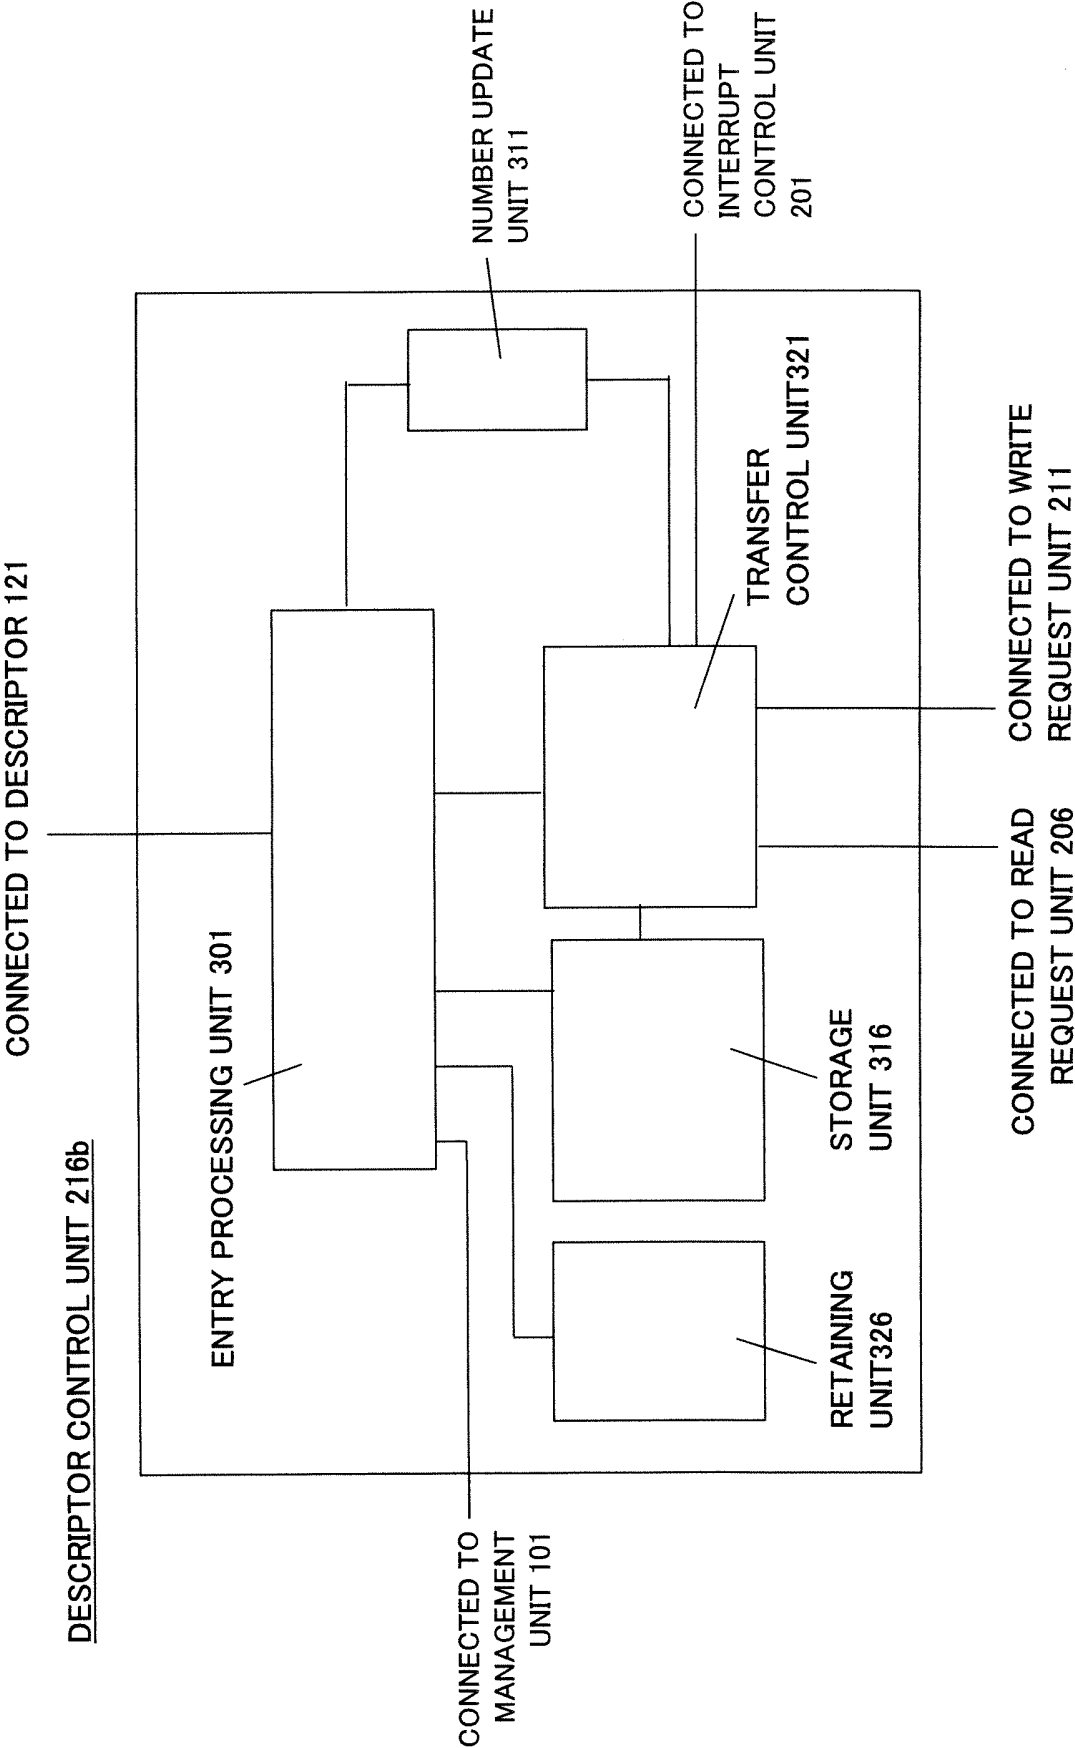 DESCRIPTOR CONTROL UNIT 216b
CONNECTED TO DESCRIPTOR 121
ENTRY PROCESSING UNIT 301
NUMBER UPDATE
UNIT 311
CONNECTED TO
MANAGEMENT
UNIT 101
CONNECTED TO
INTERRUPT
CONTROL UNIT
201
TRANSFER
CONTROL UNIT321
STORAGE
UNIT 316
RETAINING
UNIT326
CONNECTED TO READ
REQUEST UNIT 206
CONNECTED TO WRITE
REQUEST UNIT 211